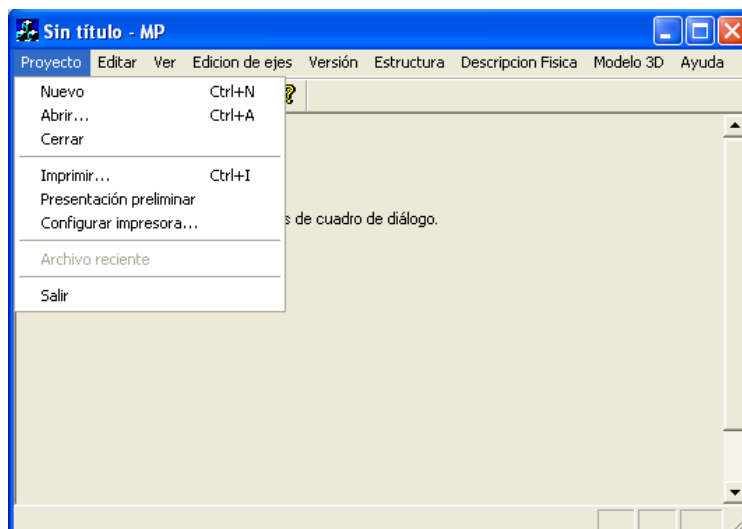 Sin título - MP
Proyecto Editar Ver Edicion de ejes Versión Estructura Descripcion Fisica Modelo 3D Ayuda
Nuevo Ctrl+N
Abrir... Ctrl+A
Cerrar
Imprimir... Ctrl+I
Presentación preliminar
Configurar impresora... de cuadro de diálogo.
Archivo reciente
Salir